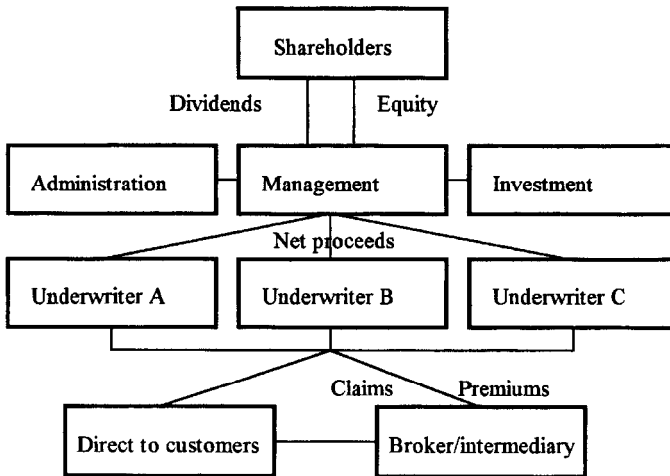 Shareholders
Dividends
Equity
Administration
Management
Investment
Net proceeds
Underwriter A
Underwriter B
Underwriter C
Claims
Premiums
Direct to customers
Broker/intermediary